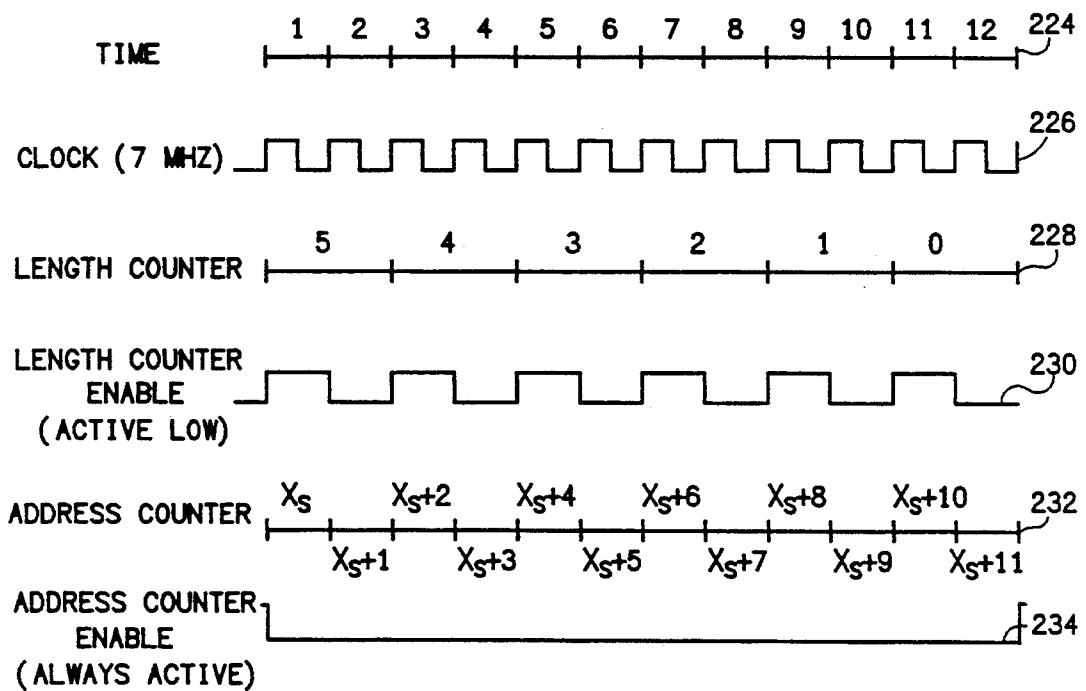 1 2 3 4 5 6 7 8 9 10 11 12
TIME
224
CLOCK (7 MHZ)
226
5 4 3 2 1 0
LENGTH COUNTER
228
LENGTH COUNTER
ENABLE
(ACTIVE LOW)
230
XS XS+2 XS+4 XS+6 XS+8 XS+10
ADDRESS COUNTER
232
XS+1 XS+3 XS+5 XS+7 XS+9 XS+11
ADDRESS COUNTER
ENABLE
(ALWAYS ACTIVE)
234